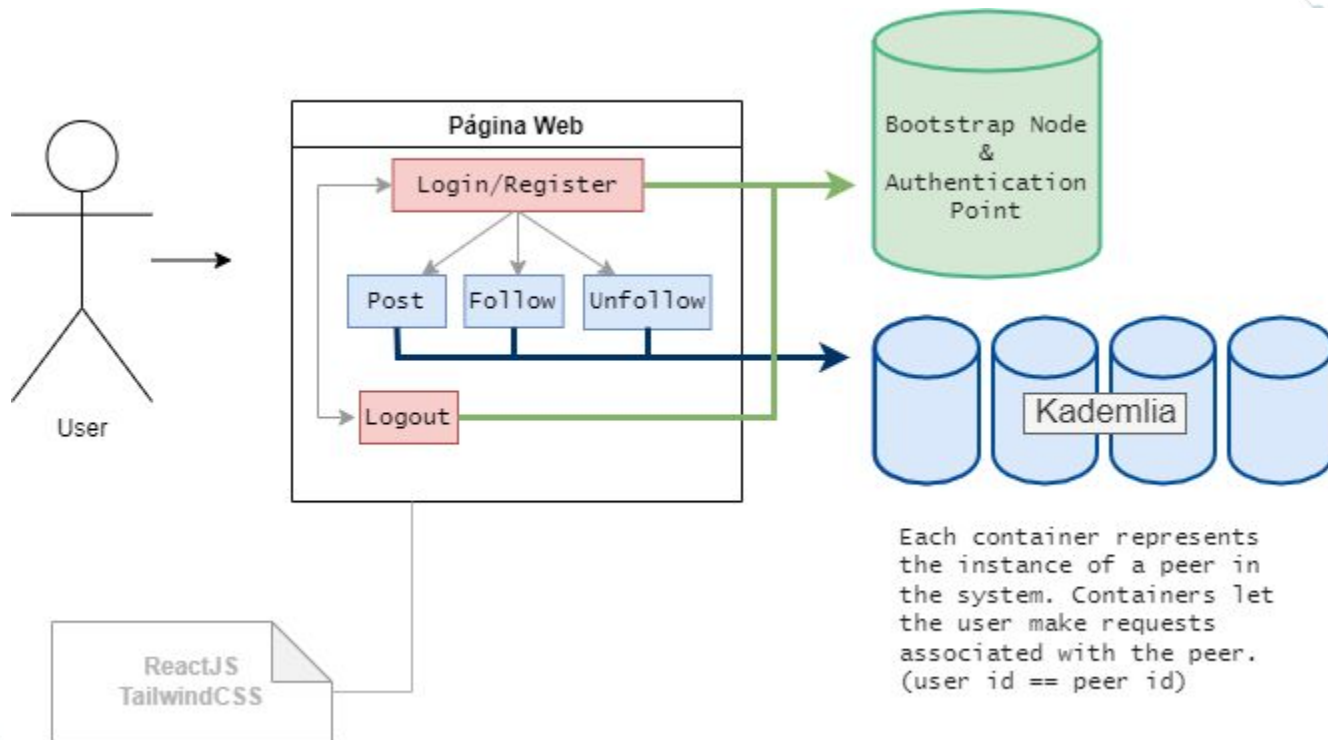 Página Web
Login/Register
Post
Follow
Unfollow
Logout
User
Bootstrap Node
&
Authentication
Point
Kademlia
Each container represents
the instance of a peer in
the system. Containers let
the user make requests
associated with the peer.
(user id == peer id)
ReactJS
TailwindCSS